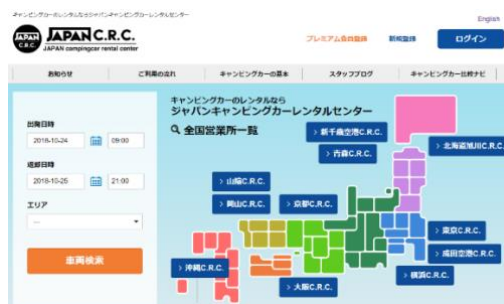 キャンピングカーのレンタルならジャパンキャンピングカーレンタルセンター
English
JAPAN C.R.C.
JAPAN campingcar rental center
JAPAN
C.R.C.
プレミアム会員登録
新規登録
ログイン
お知らせ
ご利用の流れ
キャンピングカーの基本
スタッフブログ
キャンピングカー比較ナビ
キャンピングカーのレンタルなら
ジャパンキャンピングカーレンタルセンター
全国営業所一覧
出発日時
2018-10-24
09:00
返却日時
2018-10-25
21:00
エリア
---
車両検索
> 新千歳空港C.R.C.
> 北海道旭川C.R.C.
> 青森C.R.C.
> 山陰C.R.C.
> 岡山C.R.C.
> 京都C.R.C.
> 東京C.R.C.
> 成田空港C.R.C.
> 沖縄C.R.C.
> 横浜C.R.C.
> 大阪C.R.C.